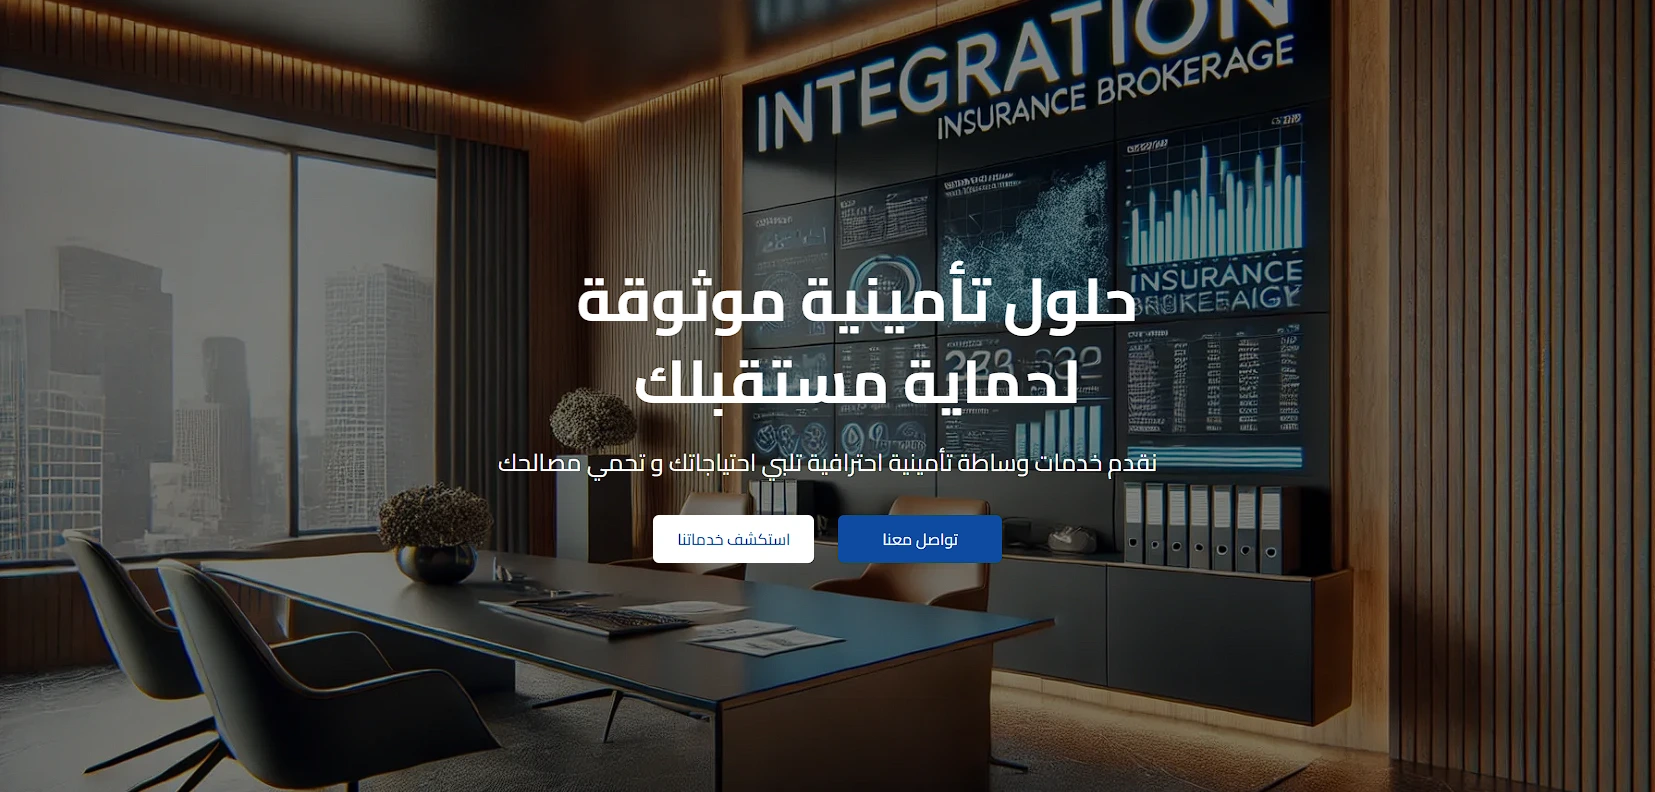 INTEGRATION
INSURANCE BROKERAGE
INSURANCE
حلول تأمينية موثوقة
لحماية مستقبلك
نقدم خدمات وساطة تأمينية احترافية تلبي احتياجاتك و تحمي مصالحك
تواصل معنا
استكشف خدماتنا